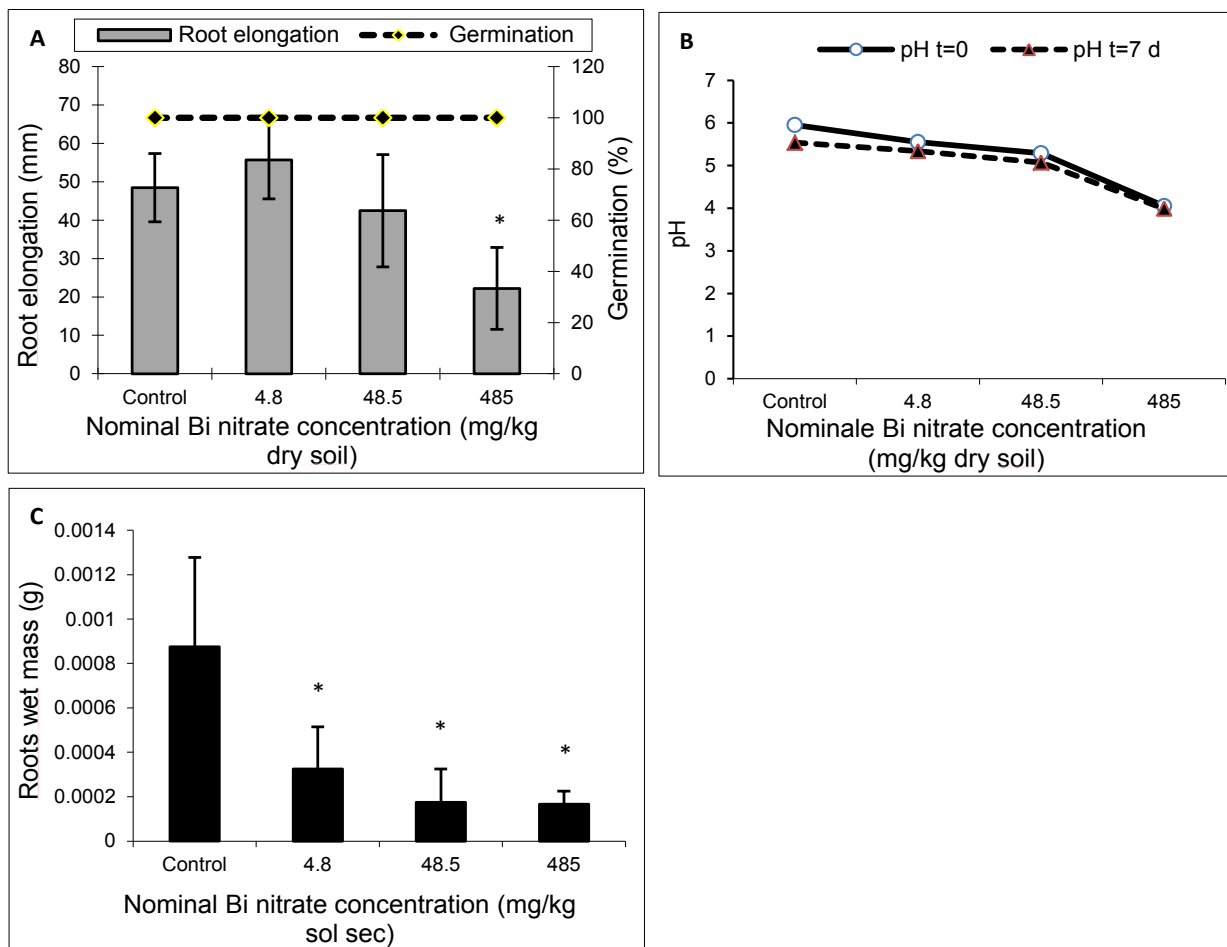 A
Root elongation
Germination
80
70
60
50
40
30
20
10
0
Root elongation (mm)
120
100
80
60
40
20
0
Germination (%)
*
Control 4.8 48.5 485
Nominal Bi nitrate concentration (mg/kg
dry soil)
B
pH t=0
pH t=7 d
7
6
5
4
3
2
1
0
pH
Control 4.8 48.5 485
Nominale Bi nitrate concentration
(mg/kg dry soil)
C
0.0014
0.0012
0.001
0.0008
0.0006
0.0004
0.0002
0
Roots wet mass (g)
*
*
*
Control 4.8 48.5 485
Nominal Bi nitrate concentration (mg/kg
sol sec)